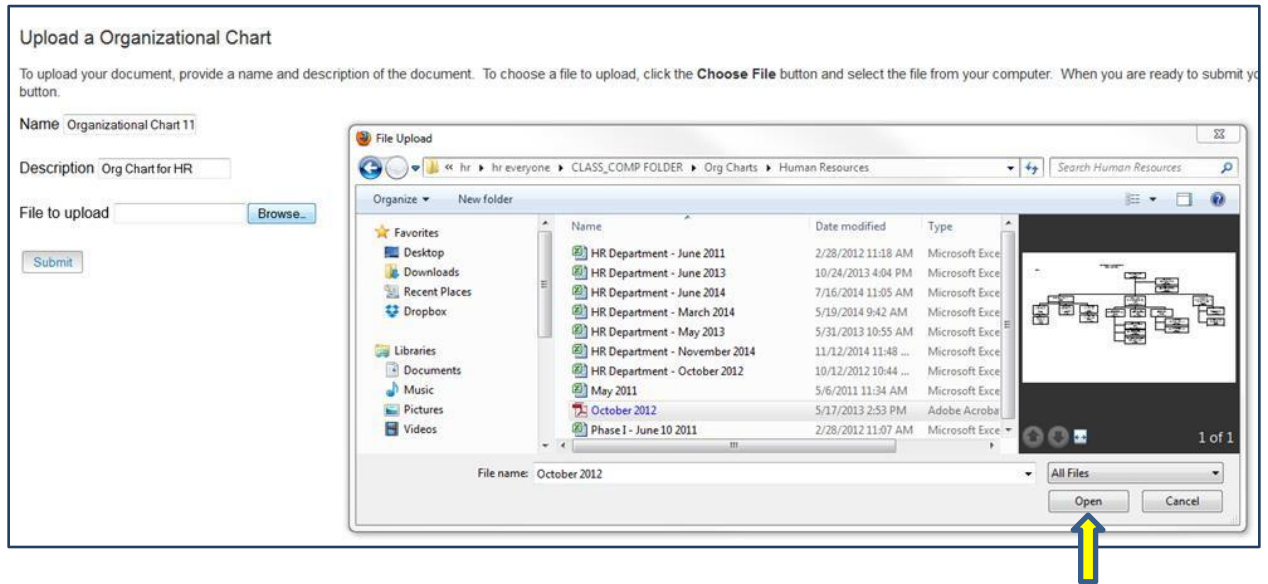 Upload a Organizational Chart
To upload your document, provide a name and description of the document. To choose a file to upload, click the Choose File button and select the file from your computer. When you are ready to submit yo
button.
Name Organizational Chart 11
Description Org Chart for HR
File to upload Browse..
Submit
File Upload
« hr ▸ hr everyone ▸ CLASS_COMP FOLDER ▸ Org Charts ▸ Human Resources
Search Human Resources
Organize New folder
Favorites
Desktop
Downloads
Recent Places
Dropbox
Libraries
Documents
Music
Pictures
Videos
Name Date modified Type
HR Department - June 2011 2/28/2012 11:18 AM Microsoft Exce
HR Department - June 2013 10/24/2013 4:04 PM Microsoft Exce
HR Department - June 2014 7/16/2014 11:05 AM Microsoft Exce
HR Department - March 2014 5/19/2014 9:42 AM Microsoft Exce
HR Department - May 2013 5/31/2013 10:55 AM Microsoft Exce
HR Department - November 2014 11/12/2014 11:48 ... Microsoft Exce
HR Department - October 2012 10/12/2012 10:44 ... Microsoft Exce
May 2011 5/6/2011 11:34 AM Microsoft Exce
October 2012 5/17/2013 2:53 PM Adobe Acroba
Phase I - June 10 2011 2/28/2012 11:07 AM Microsoft Exce
1 of 1
File name: October 2012
All Files
Open Cancel